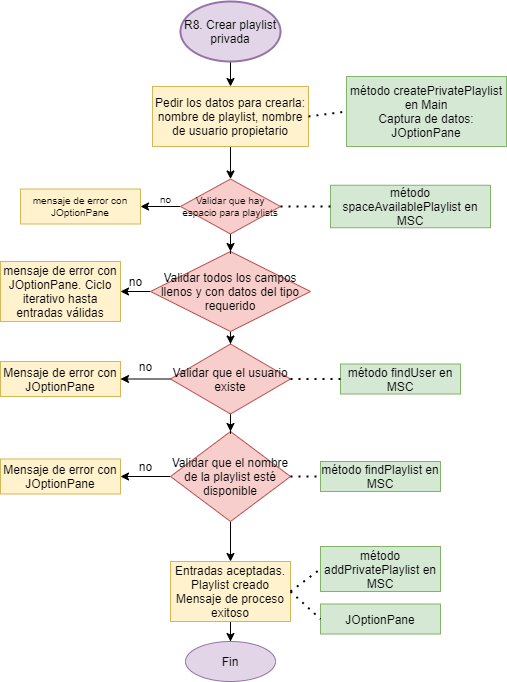 R8. Crear playlist
privada
Pedir los datos para crearla:
nombre de playlist, nombre
de usuario propietario
método createPrivatePlaylist
en Main
Captura de datos:
JOptionPane
mensaje de error con
JOptionPane
no
Validar que hay
espacio para playlists
método
spaceAvailablePlaylist en
MSC
mensaje de error con
JOptionPane. Ciclo
iterativo hasta
entradas válidas
no
Validar todos los campos
llenos y con datos del tipo
requerido
Mensaje de error con
JOptionPane
no
Validar que el usuario
existe
método findUser en
MSC
Mensaje de error con
JOptionPane
no
Validar que el nombre
de la playlist esté
disponible
método findPlaylist en
MSC
Entradas aceptadas.
Playlist creado
Mensaje de proceso
exitoso
método
addPrivatePlaylist en
MSC
JOptionPane
Fin